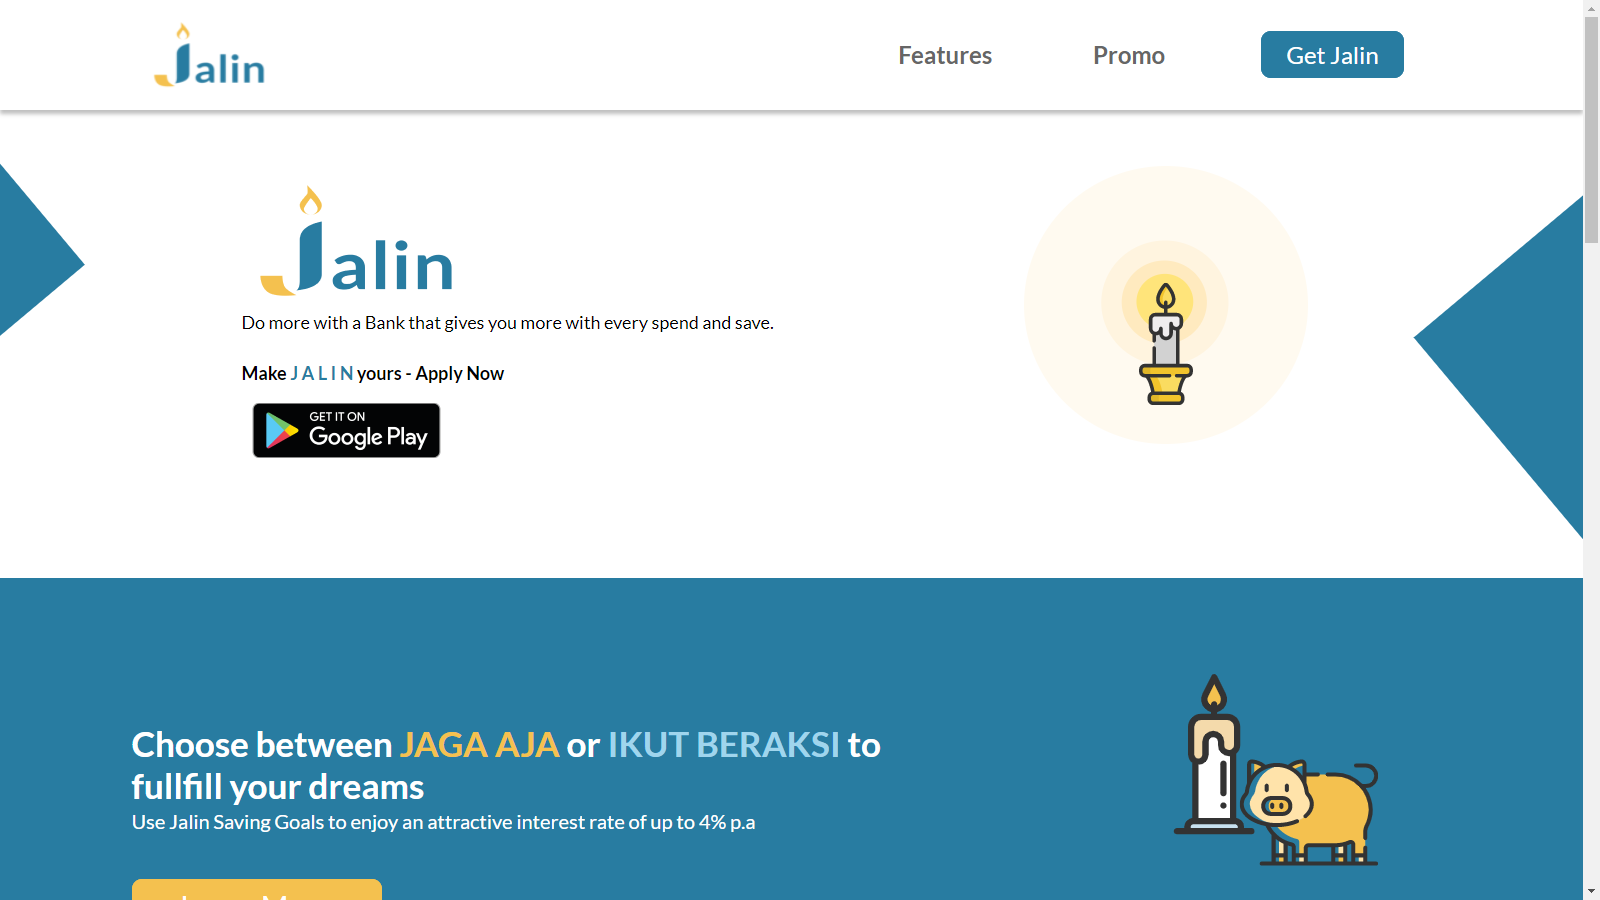 Jalin
Features
Promo
Get Jalin
Jalin
Do more with a Bank that gives you more with every spend and save.
Make JALIN yours - Apply Now
GET IT ON
Google Play
Choose between JAGA AJA or IKUT BERAKSI to
fullfill your dreams
Use Jalin Saving Goals to enjoy an attractive interest rate of up to 4% p.a